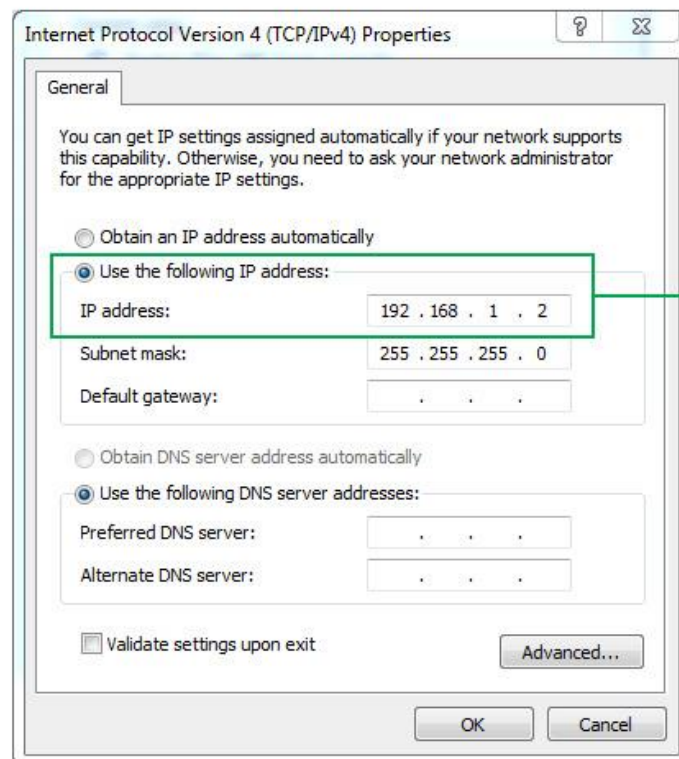 Internet Protocol Version 4 (TCP/IPv4) Properties
General
You can get IP settings assigned automatically if your network supports
this capability. Otherwise, you need to ask your network administrator
for the appropriate IP settings.
Obtain an IP address automatically
Use the following IP address:
IP address: 192 . 168 . 1 . 2
Subnet mask: 255 . 255 . 255 . 0
Default gateway: . . .
Obtain DNS server address automatically
Use the following DNS server addresses:
Preferred DNS server: . . .
Alternate DNS server: . . .
Validate settings upon exit
Advanced...
OK Cancel